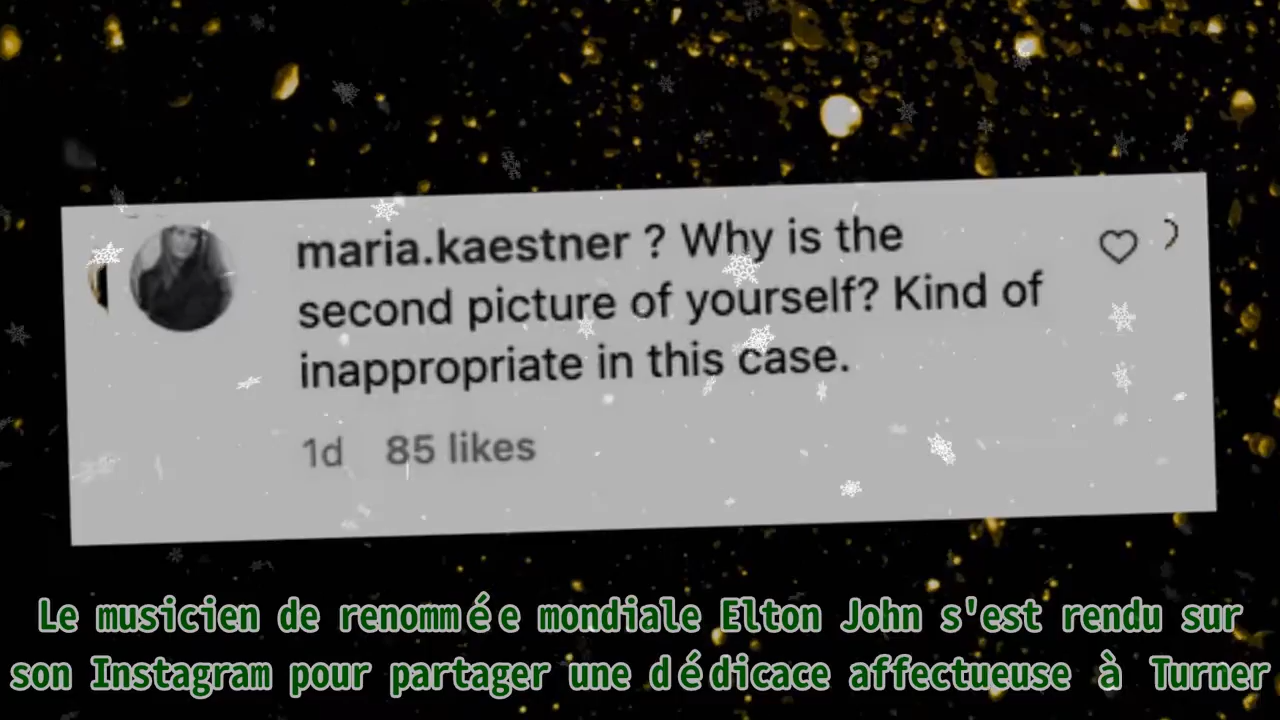 maria.kaestner ? Why is the
second picture of yourself? Kind of
inappropriate in this case.
1d 85 likes
Le musicien de renommée mondiale Elton John s'est rendu sur
son Instagram pour partager une dédicace affectueuse à Turner